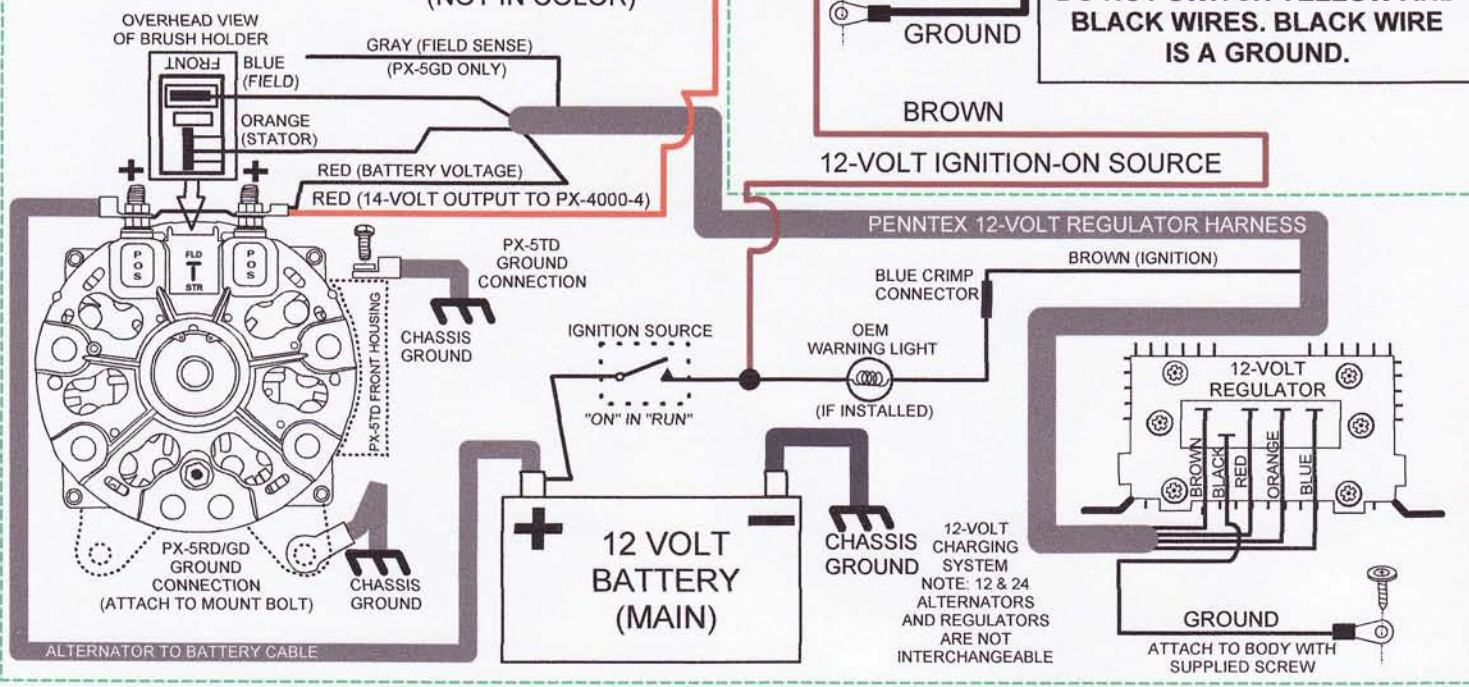 (NOT IN COLOR)
OVERHEAD VIEW
OF BRUSH HOLDER
FRONT
BLUE
(FIELD)
GRAY (FIELD SENSE)
(PX-5GD ONLY)
ORANGE
(STATOR)
RED (BATTERY VOLTAGE)
RED (14-VOLT OUTPUT TO PX-4000-4)
+
+
GROUND
BLACK WIRES. BLACK WIRE
IS A GROUND.
BROWN
12-VOLT IGNITION-ON SOURCE
PENNTEX 12-VOLT REGULATOR HARNESS
POS
FLD
STR
POS
PX-5TD
GROUND
CONNECTION
CHASSIS
GROUND
PX-5TD FRONT HOUSING
BROWN (IGNITION)
BLUE CRIMP
CONNECTOR
IGNITION SOURCE
"ON" IN "RUN"
OEM
WARNING LIGHT
(IF INSTALLED)
12-VOLT
REGULATOR
BROWN
BLACK
RED
ORANGE
BLUE
PX-5RD/GD
GROUND
CONNECTION
(ATTACH TO MOUNT BOLT)
CHASSIS
GROUND
+
−
12 VOLT
BATTERY
(MAIN)
CHASSIS
GROUND
12-VOLT
CHARGING
SYSTEM
NOTE: 12 & 24
ALTERNATORS
AND REGULATORS
ARE NOT
INTERCHANGEABLE
GROUND
ATTACH TO BODY WITH
SUPPLIED SCREW
ALTERNATOR TO BATTERY CABLE